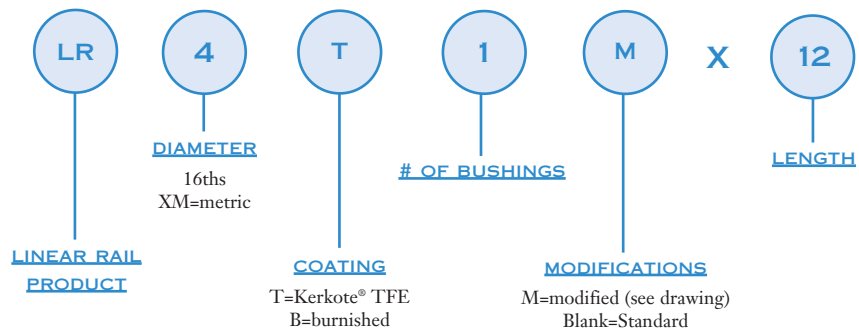 LR 4 T 1 M X 12
DIAMETER
16ths
XM=metric
# OF BUSHINGS
LENGTH
LINEAR RAIL
PRODUCT
COATING
T=Kerkote® TFE
B=burnished
MODIFICATIONS
M=modified (see drawing)
Blank=Standard